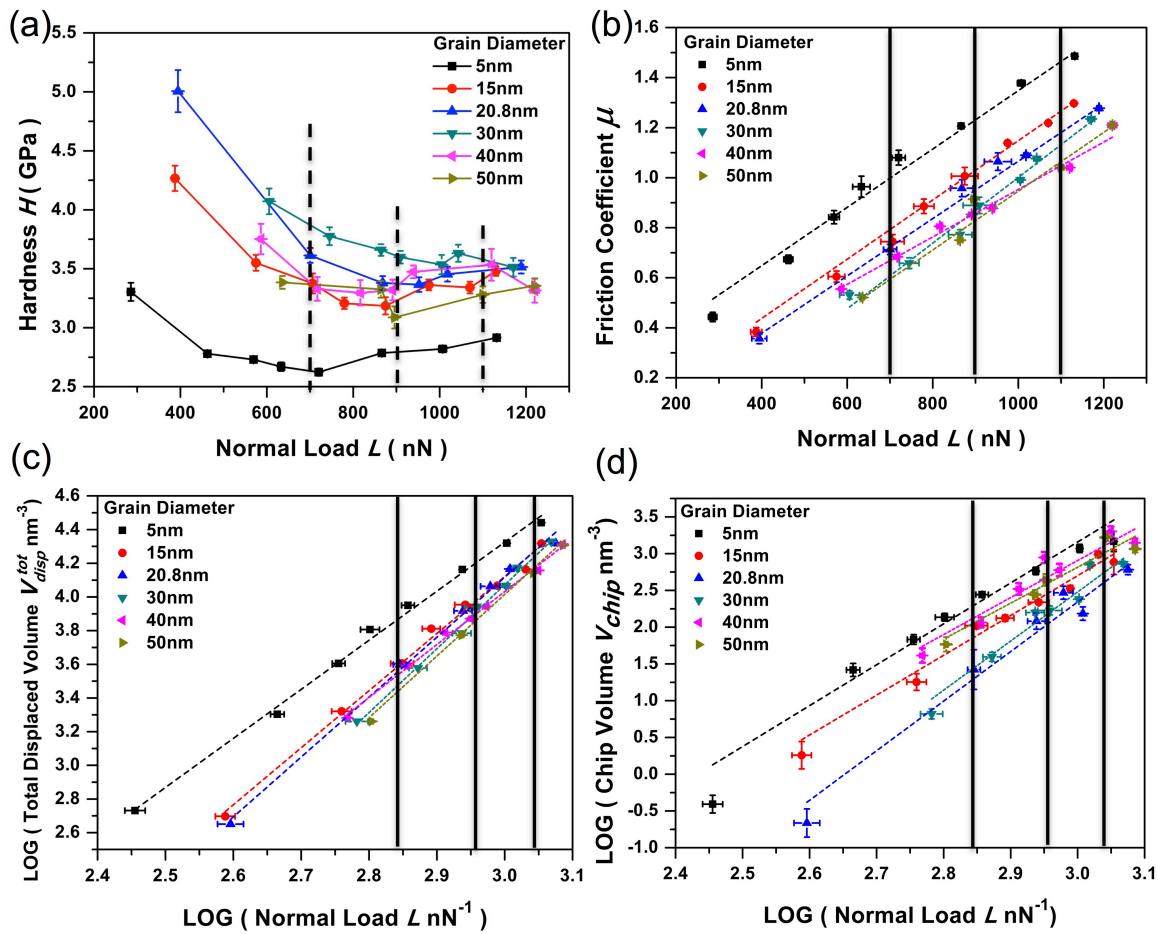 (a)
Hardness H ( GPa )
5.5
5.0
4.5
4.0
3.5
3.0
2.5
Grain Diameter
5nm
15nm
20.8nm
30nm
40nm
50nm
200 400 600 800 1000 1200
Normal Load L ( nN )
(b)
Friction Coefficient μ
1.6
1.4
1.2
1.0
0.8
0.6
0.4
0.2
Grain Diameter
5nm
15nm
20.8nm
30nm
40nm
50nm
200 400 600 800 1000 1200
Normal Load L ( nN )
(c)
LOG ( Total Displaced Volume V^{tot}_{disp} nm^{-3} )
4.6
4.4
4.2
4.0
3.8
3.6
3.4
3.2
3.0
2.8
2.6
Grain Diameter
5nm
15nm
20.8nm
30nm
40nm
50nm
2.4 2.5 2.6 2.7 2.8 2.9 3.0 3.1
LOG ( Normal Load L nN^{-1} )
(d)
LOG ( Chip Volume V_{chip} nm^{-3} )
3.5
3.0
2.5
2.0
1.5
1.0
0.5
0.0
-0.5
-1.0
Grain Diameter
5nm
15nm
20.8nm
30nm
40nm
50nm
2.4 2.5 2.6 2.7 2.8 2.9 3.0 3.1
LOG ( Normal Load L nN^{-1} )